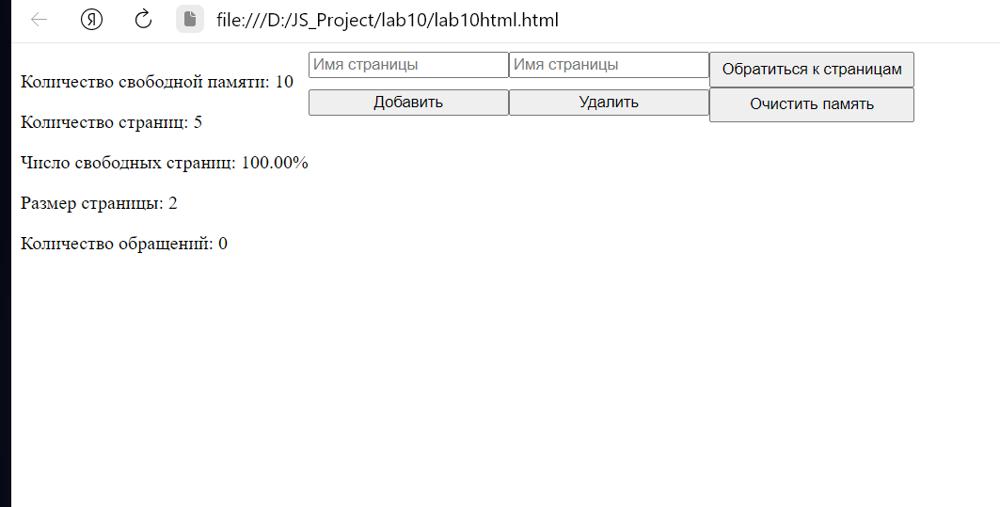 Я file:///D:/JS_Project/lab10/lab10html.html
Количество свободной памяти: 10
Количество страниц: 5
Число свободных страниц: 100.00%
Размер страницы: 2
Количество обращений: 0
Имя страницы
Добавить
Имя страницы
Удалить
Обратиться к страницам
Очистить память